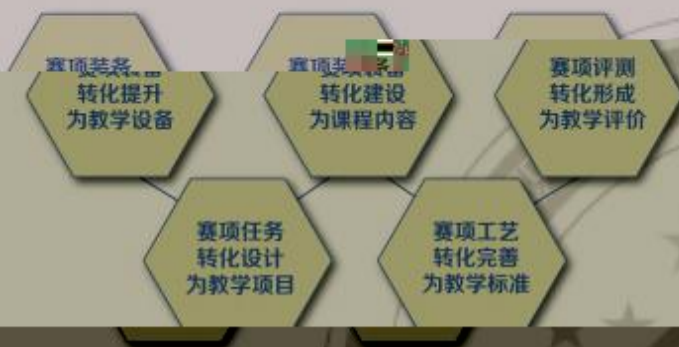 赛项装备
转化提升
为教学设备
赛项装备
转化建设
为课程内容
赛项评测
转化形成
为教学评价
赛项任务
转化设计
为教学项目
赛项工艺
转化完善
为教学标准